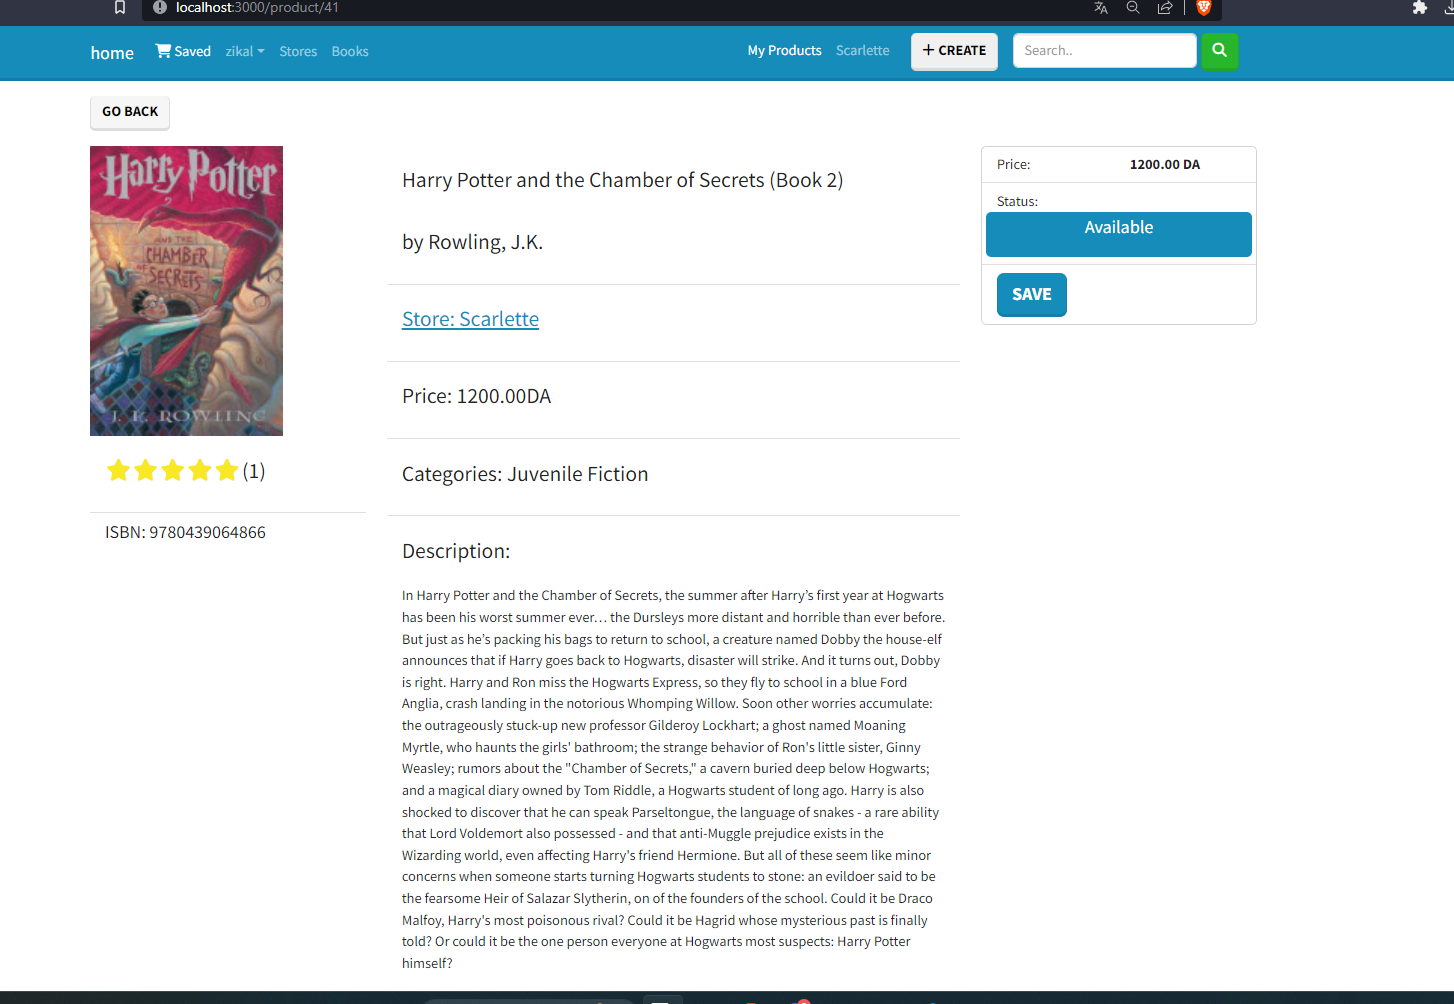 localhost:3000/product/41
home Saved zikal Stores Books My Products Scarlette + CREATE Search..
GO BACK
Harry Potter
2
AND THE
CHAMBER
OF
SECRETS
J. K. ROWLING
(1)
ISBN: 9780439064866
Harry Potter and the Chamber of Secrets (Book 2)
by Rowling, J.K.
Store: Scarlette
Price: 1200.00DA
Categories: Juvenile Fiction
Description:
In Harry Potter and the Chamber of Secrets, the summer after Harry’s first year at Hogwarts
has been his worst summer ever… the Dursleys more distant and horrible than ever before.
But just as he’s packing his bags to return to school, a creature named Dobby the house-elf
announces that if Harry goes back to Hogwarts, disaster will strike. And it turns out, Dobby
is right. Harry and Ron miss the Hogwarts Express, so they fly to school in a blue Ford
Anglia, crash landing in the notorious Whomping Willow. Soon other worries accumulate:
the outrageously stuck-up new professor Gilderoy Lockhart; a ghost named Moaning
Myrtle, who haunts the girls' bathroom; the strange behavior of Ron's little sister, Ginny
Weasley; rumors about the "Chamber of Secrets," a cavern buried deep below Hogwarts;
and a magical diary owned by Tom Riddle, a Hogwarts student of long ago. Harry is also
shocked to discover that he can speak Parseltongue, the language of snakes - a rare ability
that Lord Voldemort also possessed - and that anti-Muggle prejudice exists in the
Wizarding world, even affecting Harry's friend Hermione. But all of these seem like minor
concerns when someone starts turning Hogwarts students to stone: an evildoer said to be
the fearsome Heir of Salazar Slytherin, on of the founders of the school. Could it be Draco
Malfoy, Harry's most poisonous rival? Could it be Hagrid whose mysterious past is finally
told? Or could it be the one person everyone at Hogwarts most suspects: Harry Potter
himself?
Price: 1200.00 DA
Status:
Available
SAVE